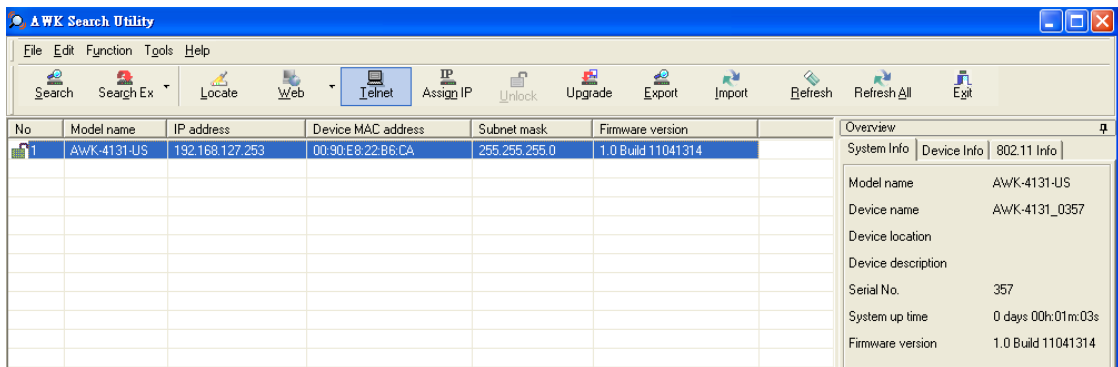 AWK Search Utility
File Edit Function Tools Help
Search Search Ex Locate Web Telnet IP Assign IP Unlock Upgrade Export Import Refresh Refresh All Exit
No Model name IP address Device MAC address Subnet mask Firmware version
1 AWK-4131-US 192.168.127.253 00:90:E8:22:B6:CA 255.255.255.0 1.0 Build 11041314
Overview
System Info Device Info 802.11 Info
Model name AWK-4131-US
Device name AWK-4131_0357
Device location
Device description
Serial No. 357
System up time 0 days 00h:01m:03s
Firmware version 1.0 Build 11041314